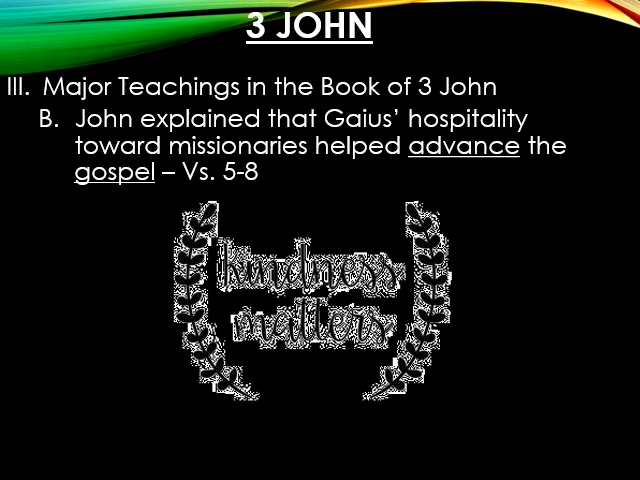 3 JOHN
III. Major Teachings in the Book of 3 John
B. John explained that Gaius’ hospitality
toward missionaries helped advance the
gospel – Vs. 5-8
kindness
matters